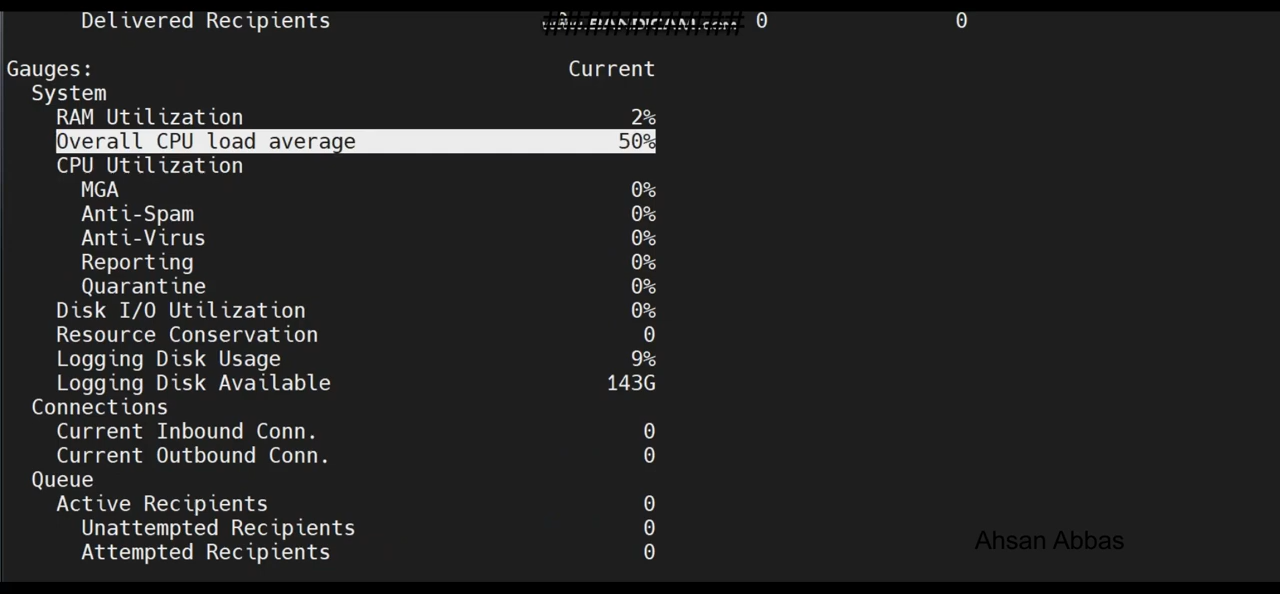 Delivered Recipients 0 0
Gauges: Current
System
RAM Utilization 2%
Overall CPU load average 50%
CPU Utilization
MGA 0%
Anti-Spam 0%
Anti-Virus 0%
Reporting 0%
Quarantine 0%
Disk I/O Utilization 0%
Resource Conservation 0
Logging Disk Usage 9%
Logging Disk Available 143G
Connections
Current Inbound Conn. 0
Current Outbound Conn. 0
Queue
Active Recipients 0
Unattempted Recipients 0
Attempted Recipients 0
Ahsan Abbas